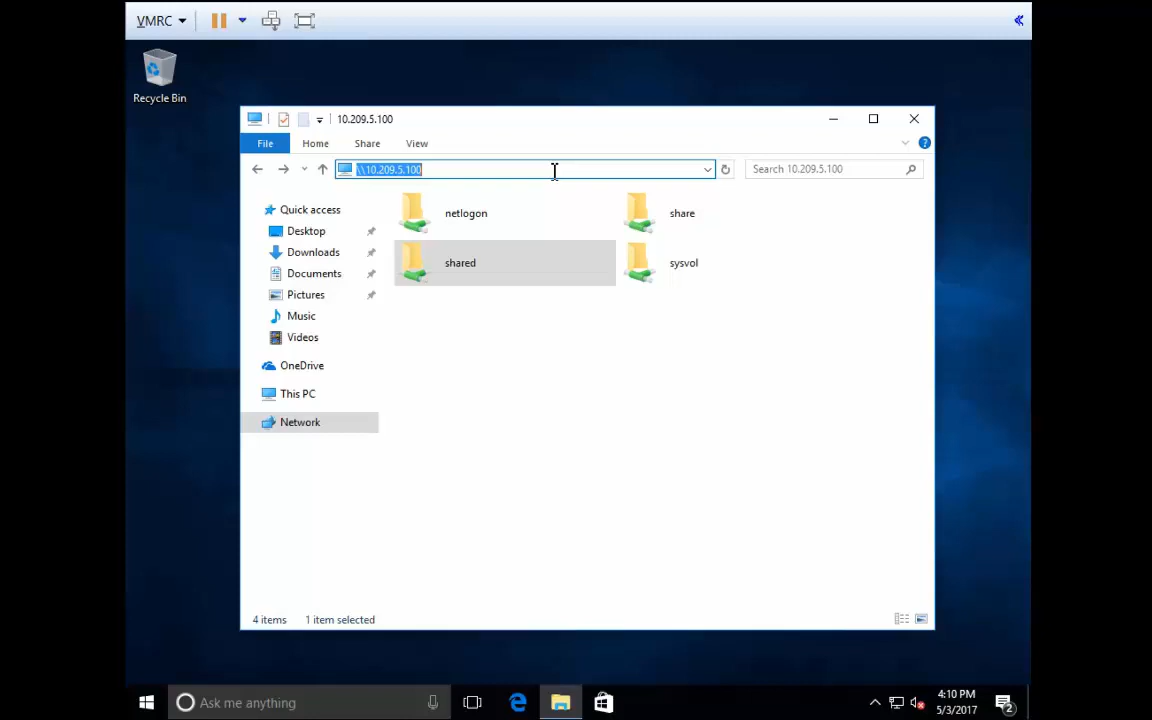 VMRC
Recycle Bin
10.209.5.100
File Home Share View
\\10.209.5.100
Search 10.209.5.100
Quick access
Desktop
Downloads
Documents
Pictures
Music
Videos
OneDrive
This PC
Network
netlogon
share
shared
sysvol
4 items 1 item selected
Ask me anything
4:10 PM
5/3/2017
2